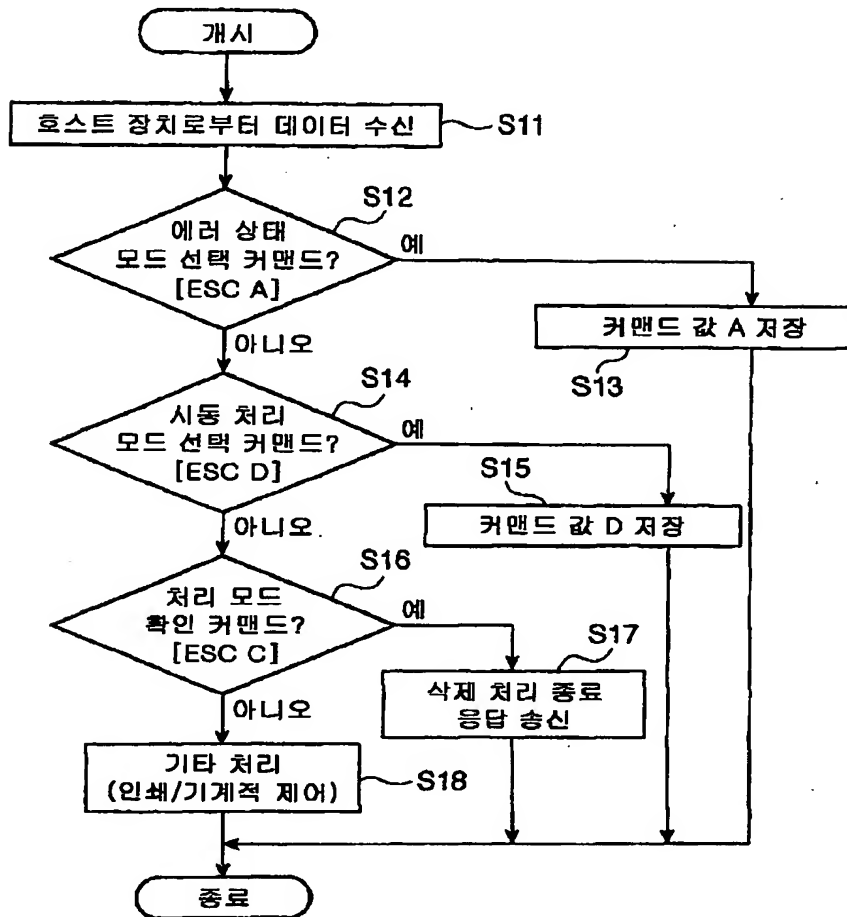 개시
호스트 장치로부터 데이터 수신
S11
S12
에러 상태
모드 선택 커맨드?
[ESC A]
예
커맨드 값 A 저장
S13
아니오
S14
시동 처리
모드 선택 커맨드?
[ESC D]
예
S15
커맨드 값 D 저장
아니오
S16
처리 모드
확인 커맨드?
[ESC C]
예
S17
삭제 처리 종료
응답 송신
아니오
기타 처리
(인쇄/기계적 제어)
S18
종료